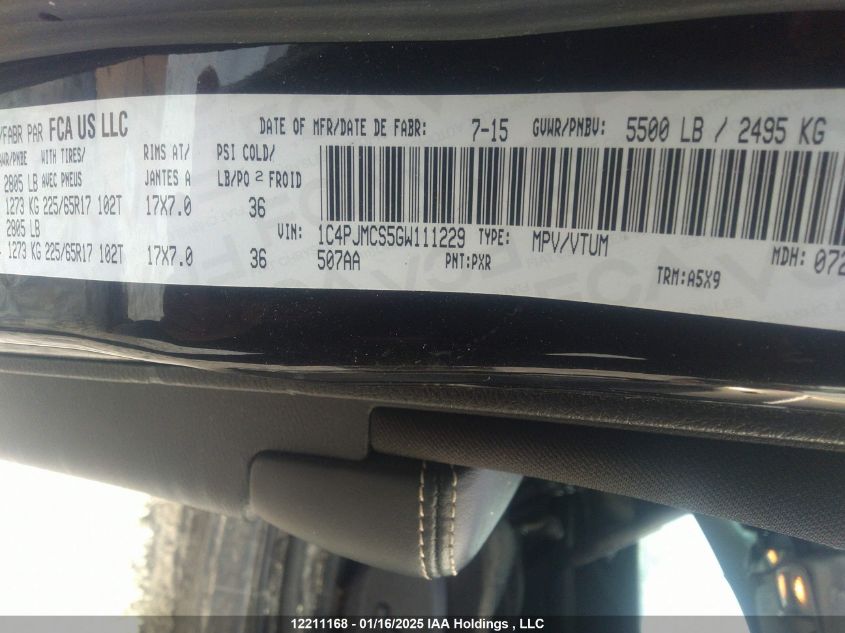 /FABR PAR FCA US LLC DATE OF MFR/DATE DE FABR: 7-15 GVWR/PNBV: 5500 LB / 2495 KG
WITH TIRES/ RIMS AT/ PSI COLD/
2805 LB AVEC PNEUS JANTES A LB/PO 2 FROID
1273 KG 225/65R17 102T 17X7.0 36
2805 LB VIN: 1C4PJMCS5GW111229 TYPE: MPV/VTUM MDH: 072
1273 KG 225/65R17 102T 17X7.0 36 507AA PNT:PXR TRM:A5X9
12211168 - 01/16/2025 IAA Holdings , LLC